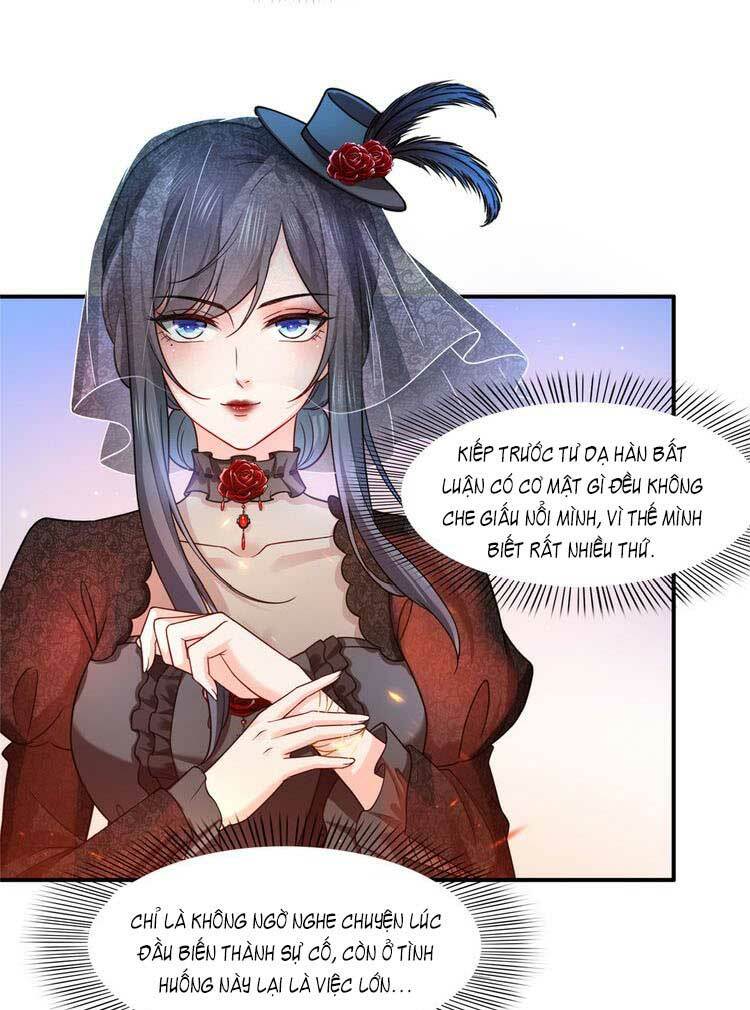 KIẾP TRƯỚC TƯ DẠ HÀN BẤT
LUẬN CÓ CƠ MẬT GÌ ĐỀU KHÔNG
CHE GIẤU NỔI MÌNH, VÌ THẾ MÌNH
BIẾT RẤT NHIỀU THỨ.
CHỈ LÀ KHÔNG NGỜ NGHE CHUYỆN LÚC
ĐẦU BIẾN THÀNH SỰ CỐ, CÒN Ở TÌNH
HUỐNG NÀY LẠI LÀ VIỆC LỚN...